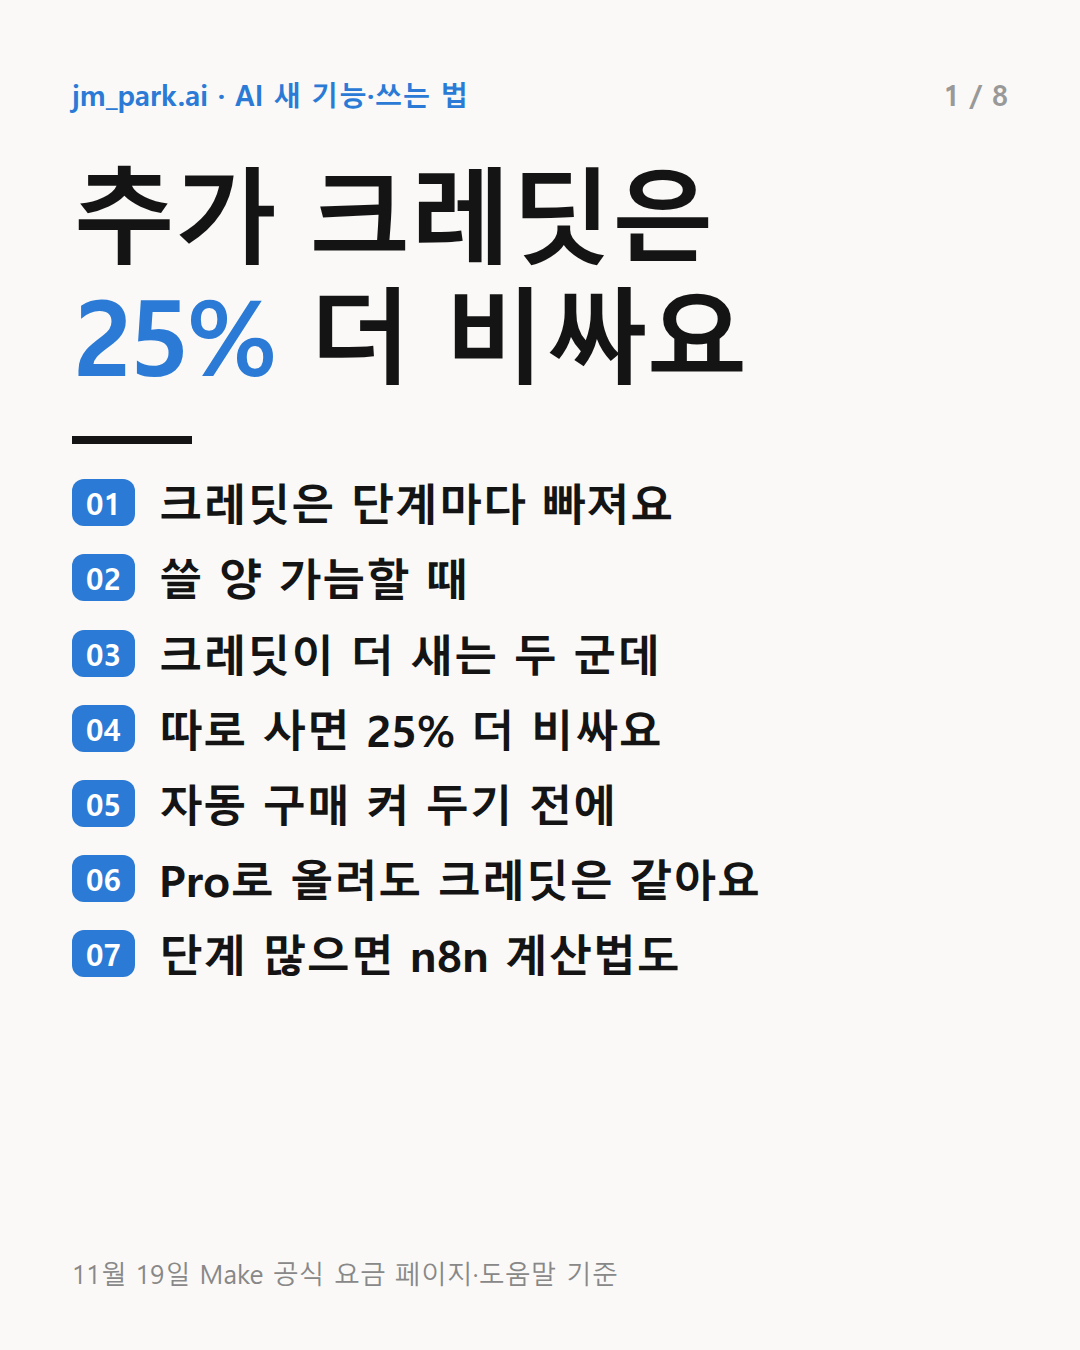 jm_park.ai · AI 새 기능·쓰는 법
1 / 8
추가 크레딧은
25% 더 비싸요
01 크레딧은 단계마다 빠져요
02 쓸 양 가늠할 때
03 크레딧이 더 새는 두 군데
04 따로 사면 25% 더 비싸요
05 자동 구매 켜 두기 전에
06 Pro로 올려도 크레딧은 같아요
07 단계 많으면 n8n 계산법도
11월 19일 Make 공식 요금 페이지·도움말 기준